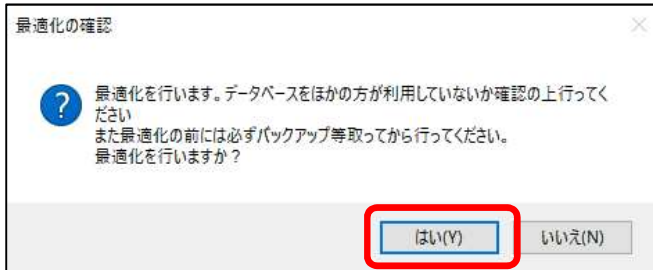 最適化の確認
最適化を行います。データベースをほかの方が利用していないか確認の上行ってく
ださい
また最適化の前には必ずバックアップ等取ってから行ってください。
最適化を行いますか？
はい(Y) いいえ(N)